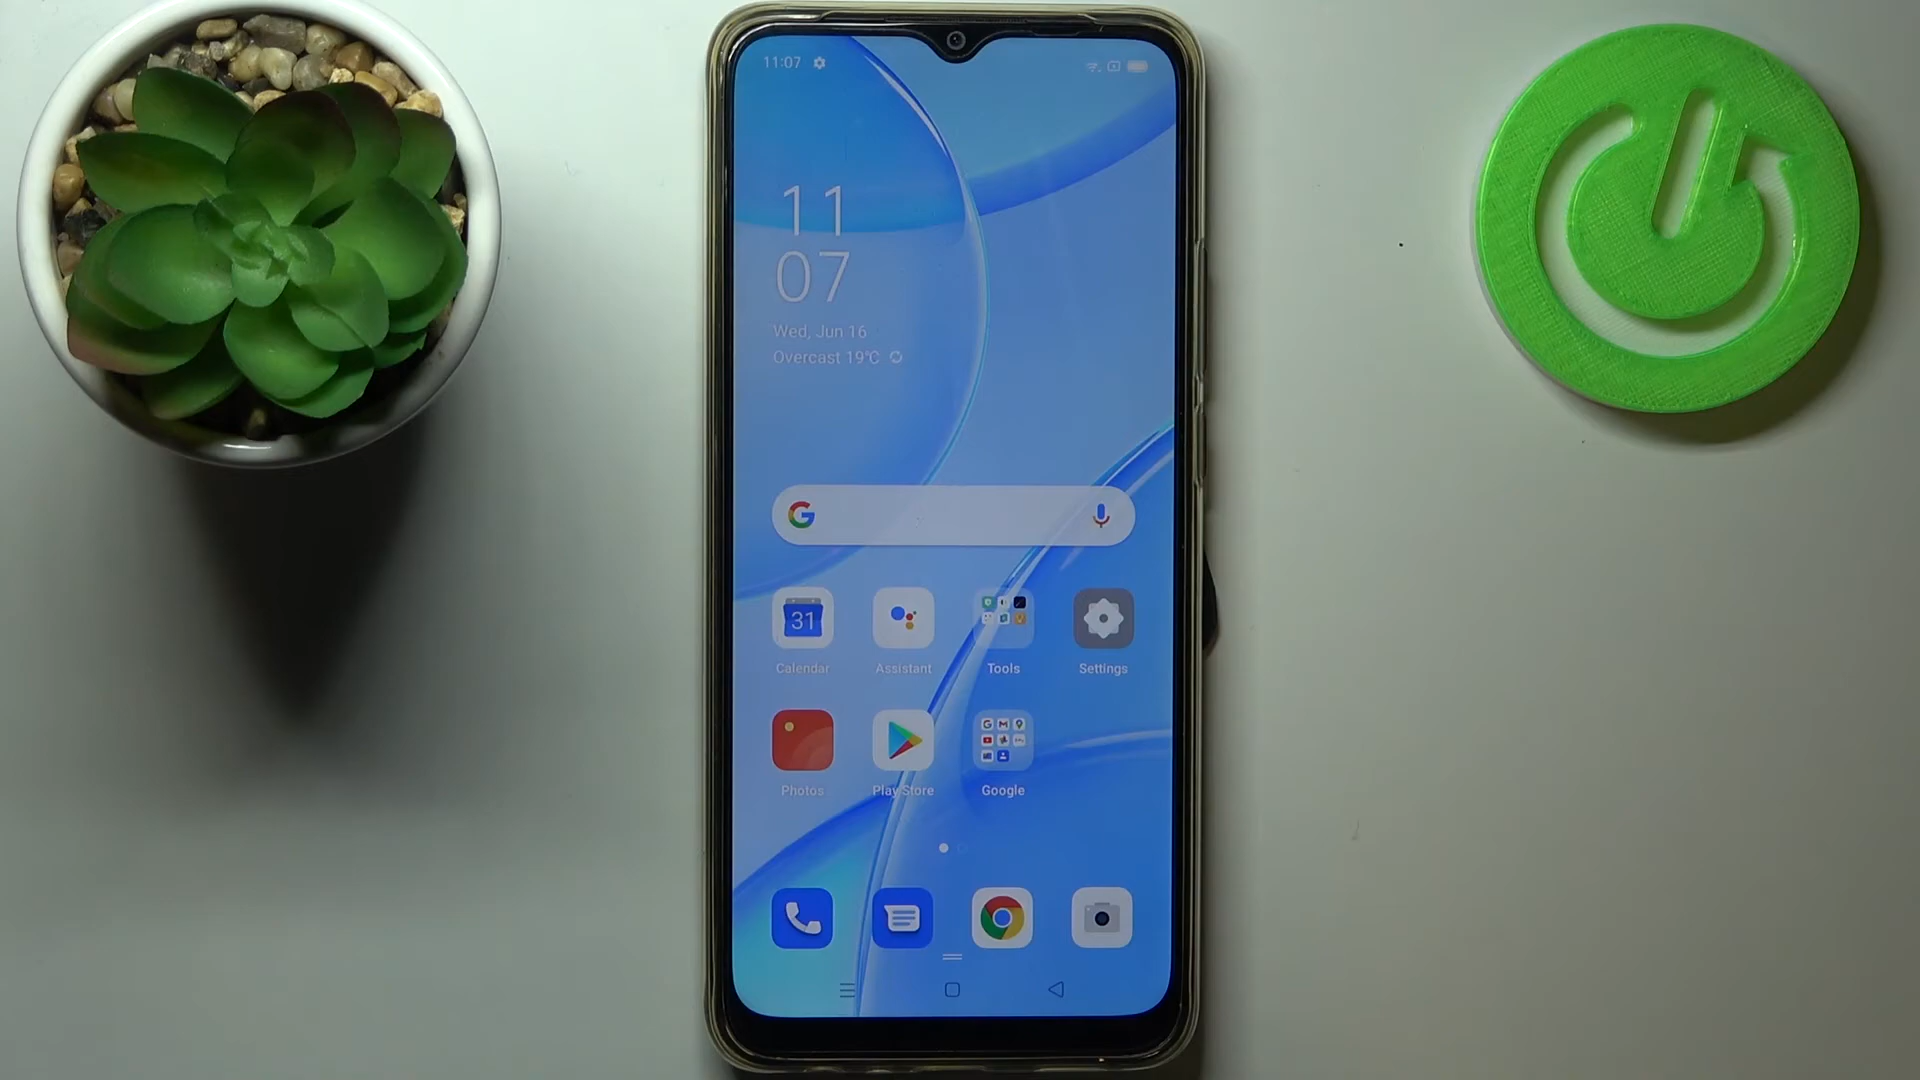 11:07
11
07
Wed, Jun 16
Overcast 19°C
G
31
Calendar
Assistant
Tools
Settings
Photos
Play Store
Google